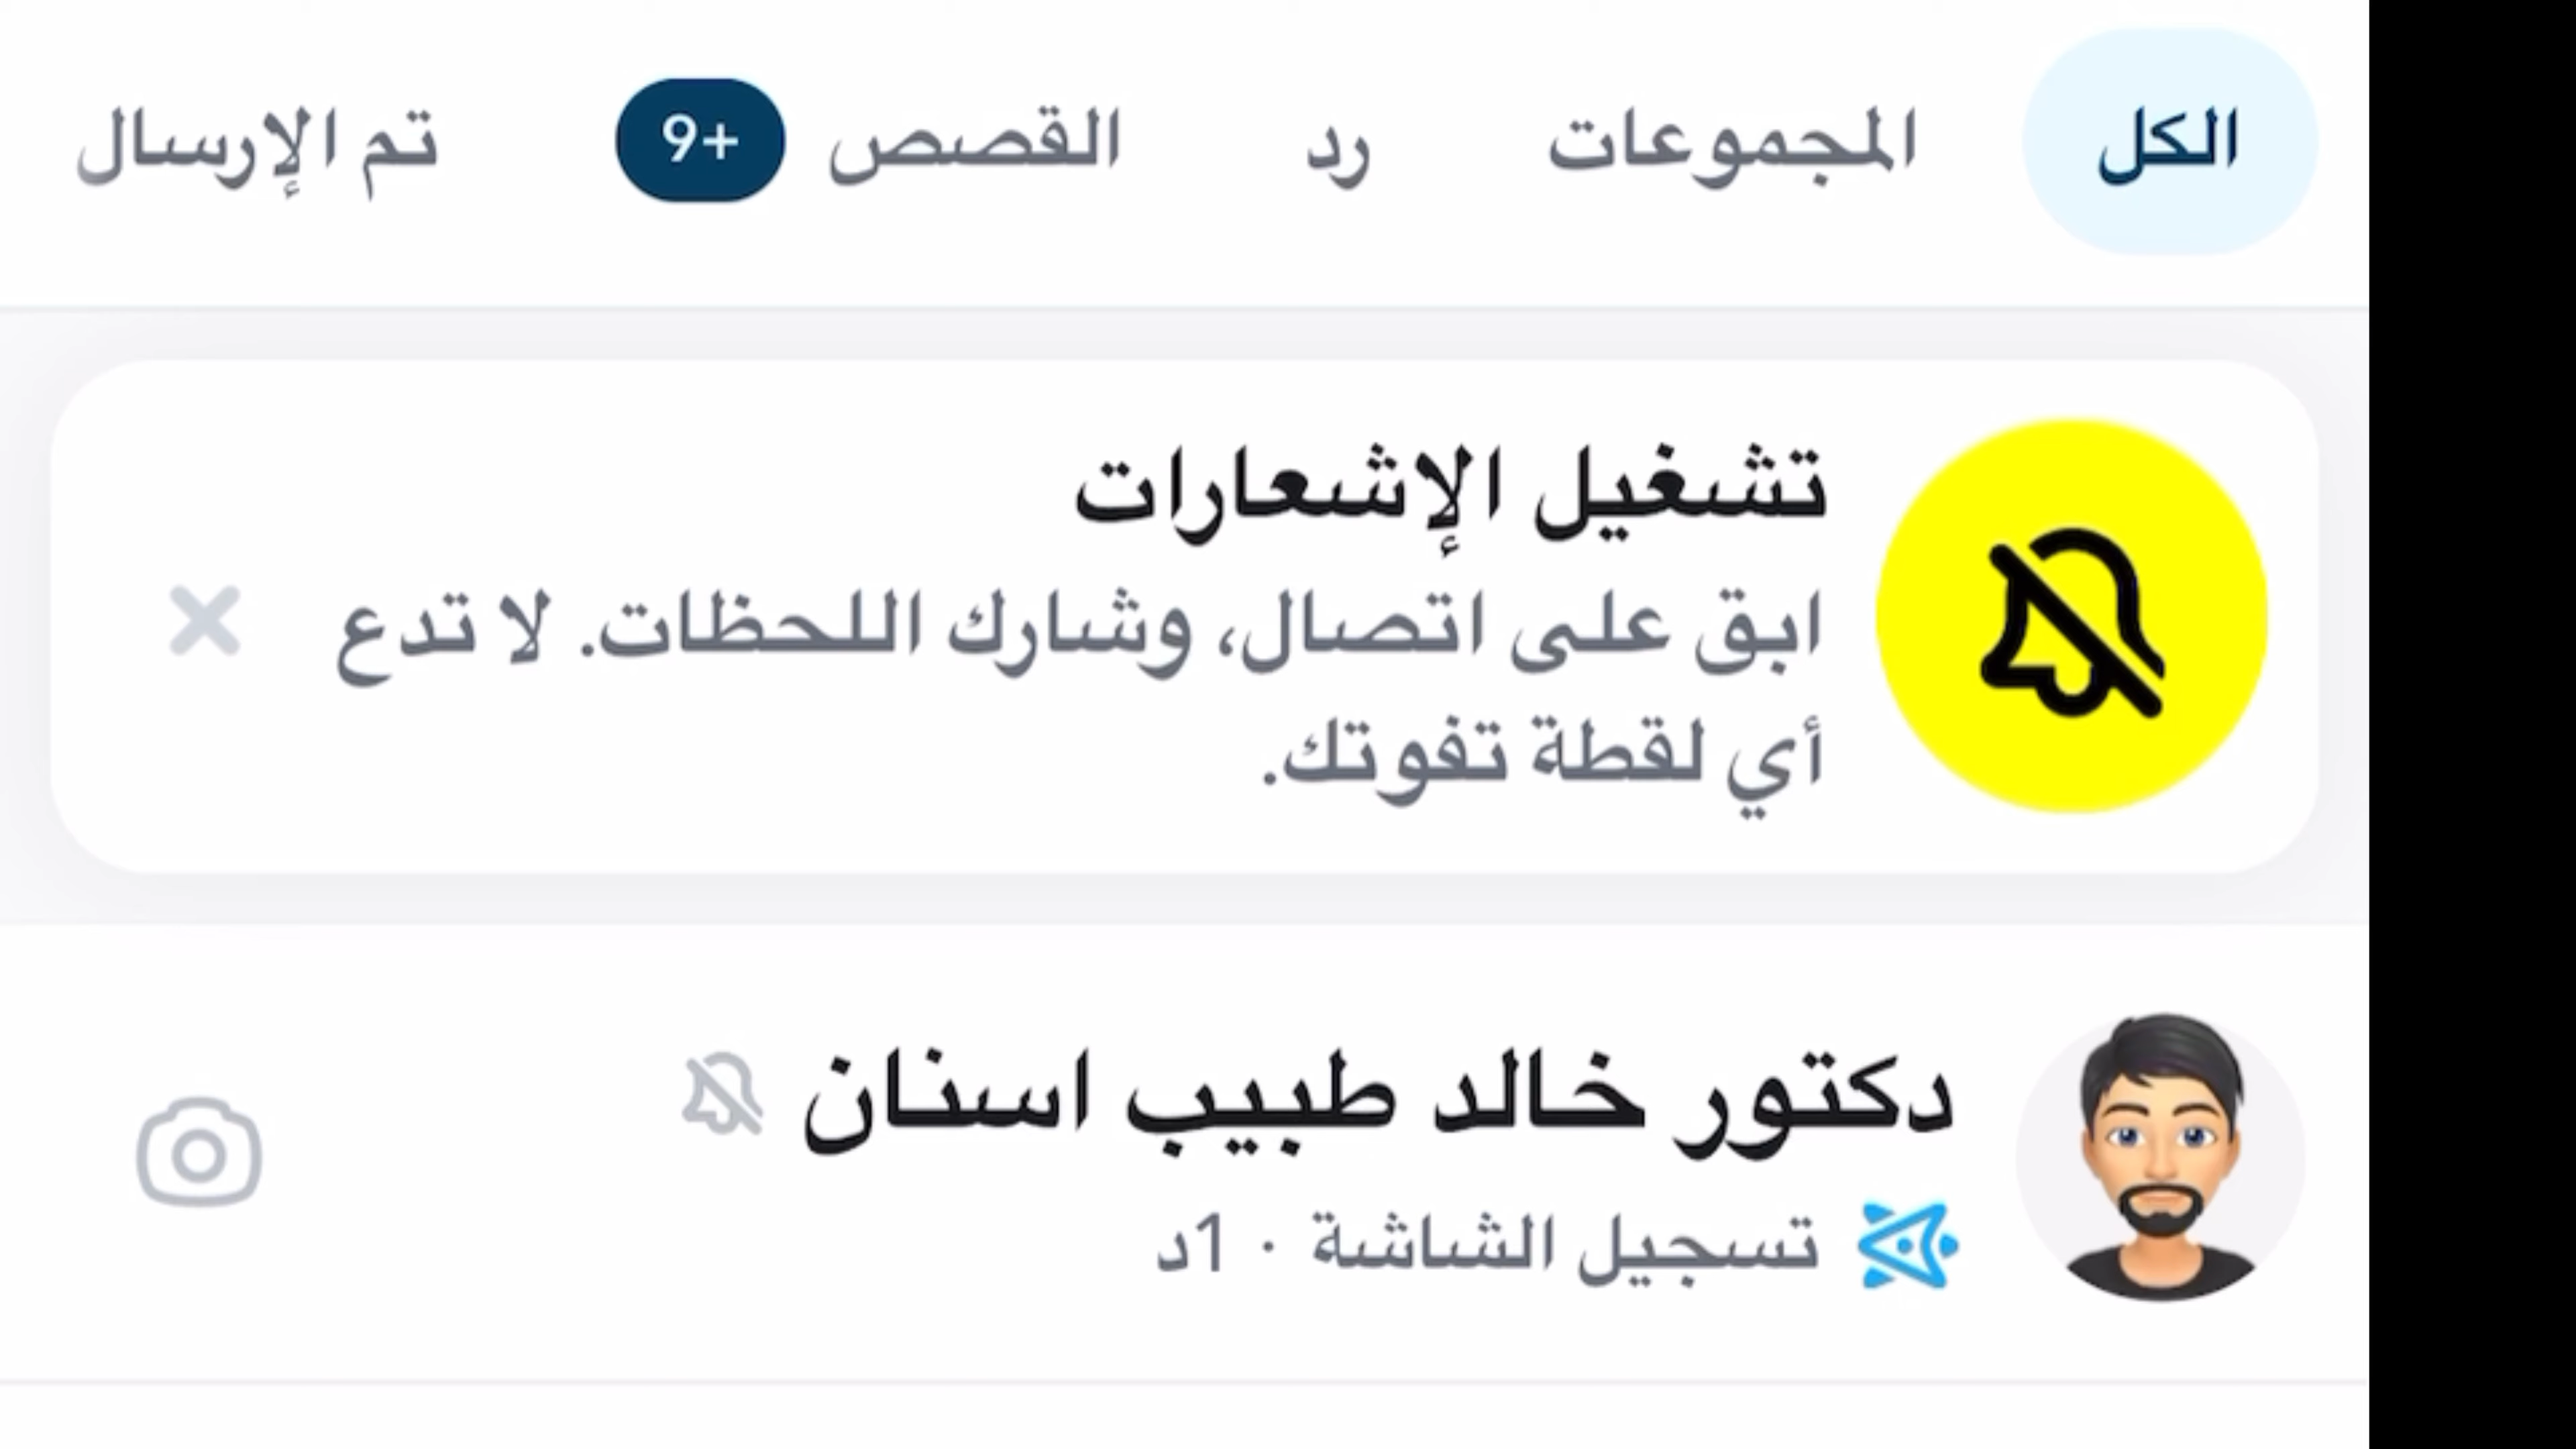 الكل
المجموعات
رد
القصص 9+
تم الإرسال
تشغيل الإشعارات
ابق على اتصال، وشارك اللحظات. لا تدع
أي لقطة تفوتك.
دكتور خالد طبيب اسنان
تسجيل الشاشة · 1د